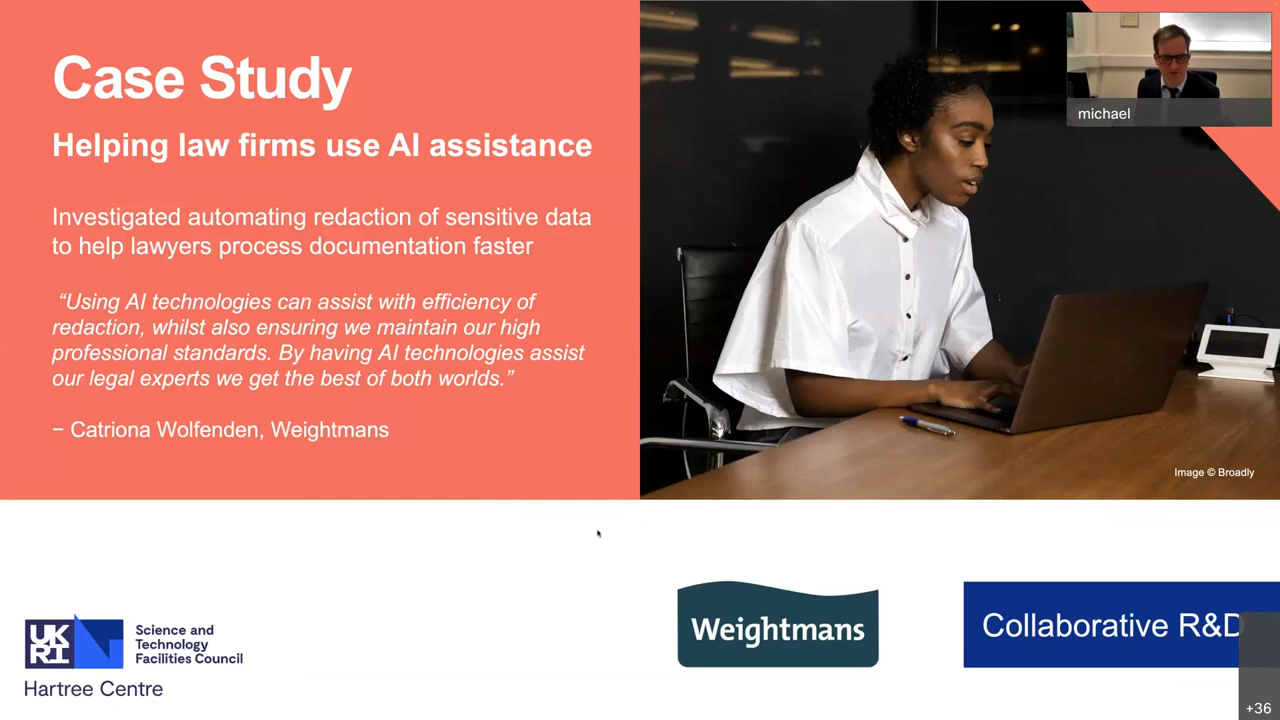 Case Study
Helping law firms use AI assistance
Investigated automating redaction of sensitive data
to help lawyers process documentation faster
“Using AI technologies can assist with efficiency of
redaction, whilst also ensuring we maintain our high
professional standards. By having AI technologies assist
our legal experts we get the best of both worlds.”
– Catriona Wolfenden, Weightmans
michael
Image © Broadly
UK
RI
Science and
Technology
Facilities Council
Hartree Centre
Weightmans
Collaborative R&D
+36